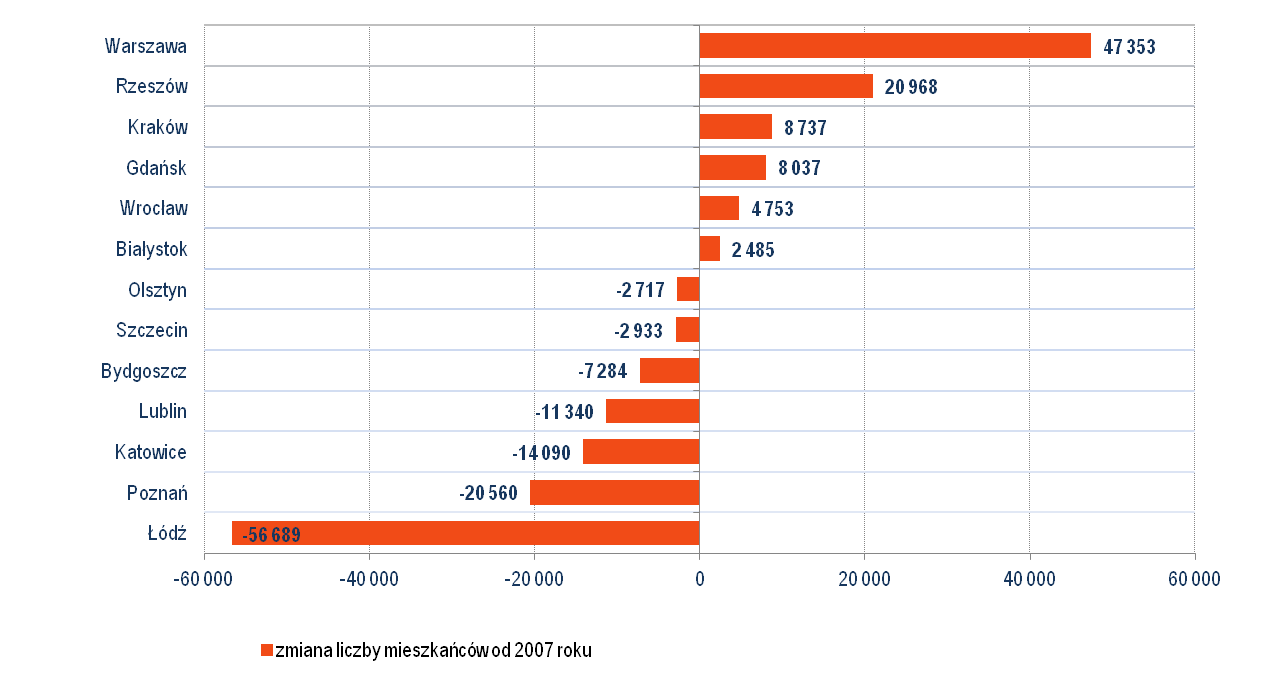 Warszawa 47 353
Rzeszów 20 968
Kraków 8 737
Gdańsk 8 037
Wrocław 4 753
Białystok 2 485
Olsztyn -2 717
Szczecin -2 933
Bydgoszcz -7 284
Lublin -11 340
Katowice -14 090
Poznań -20 560
Łódź -56 689
-60 000 -40 000 -20 000 0 20 000 40 000 60 000
zmiana liczby mieszkańców od 2007 roku